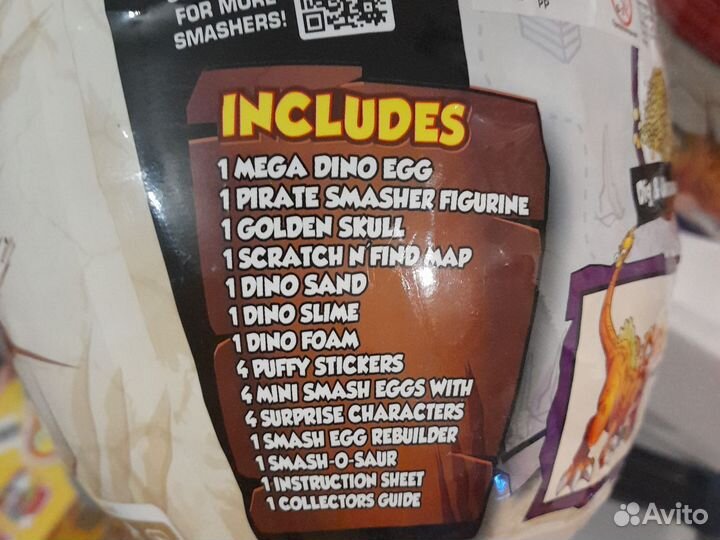 FOR MORE
SMASHERS!
PP
INCLUDES
1 MEGA DINO EGG
1 PIRATE SMASHER FIGURINE
1 GOLDEN SKULL
1 SCRATCH N' FIND MAP
1 DINO SAND
1 DINO SLIME
1 DINO FOAM
4 PUFFY STICKERS
4 MINI SMASH EGGS WITH
4 SURPRISE CHARACTERS
1 SMASH EGG REBUILDER
1 SMASH-O-SAUR
1 INSTRUCTION SHEET
1 COLLECTORS GUIDE
Avito